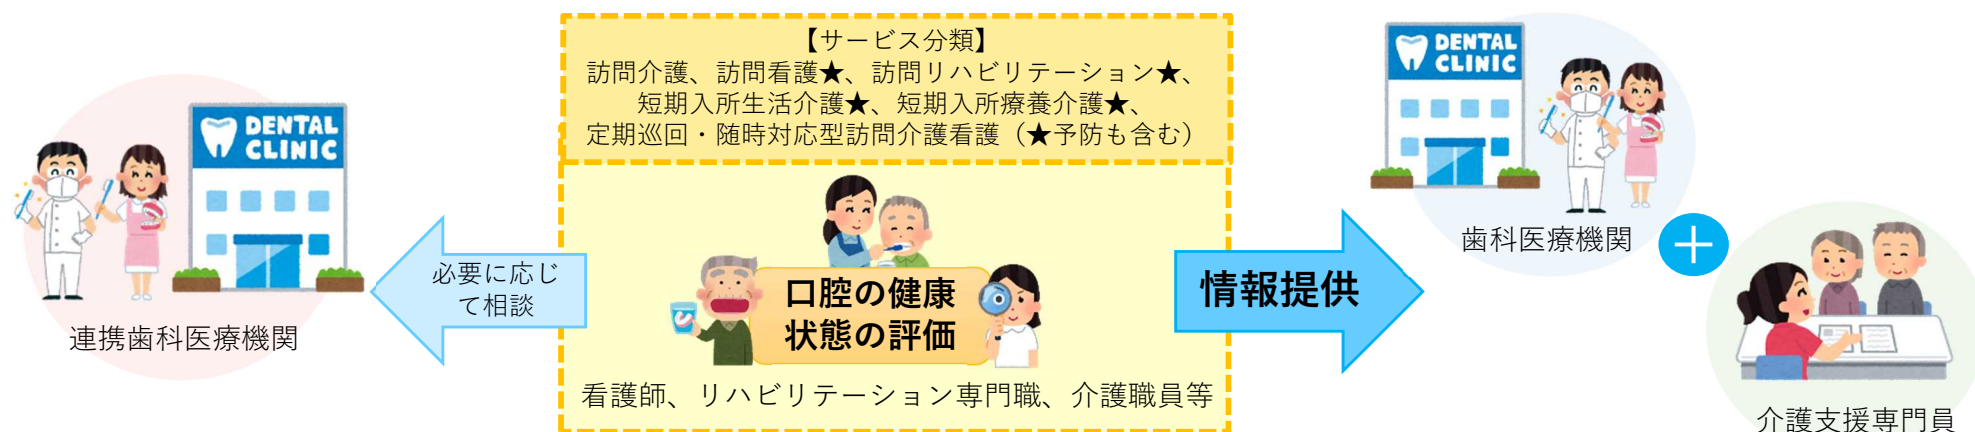 DENTAL
CLINIC
必要に応じ
て相談
連携歯科医療機関
【サービス分類】
訪問介護、訪問看護★、訪問リハビリテーション★、
短期入所生活介護★、短期入所療養介護★、
定期巡回・随時対応型訪問介護看護（★予防も含む）
口腔の健康
状態の評価
看護師、リハビリテーション専門職、介護職員等
情報提供
DENTAL
CLINIC
歯科医療機関
＋
介護支援専門員